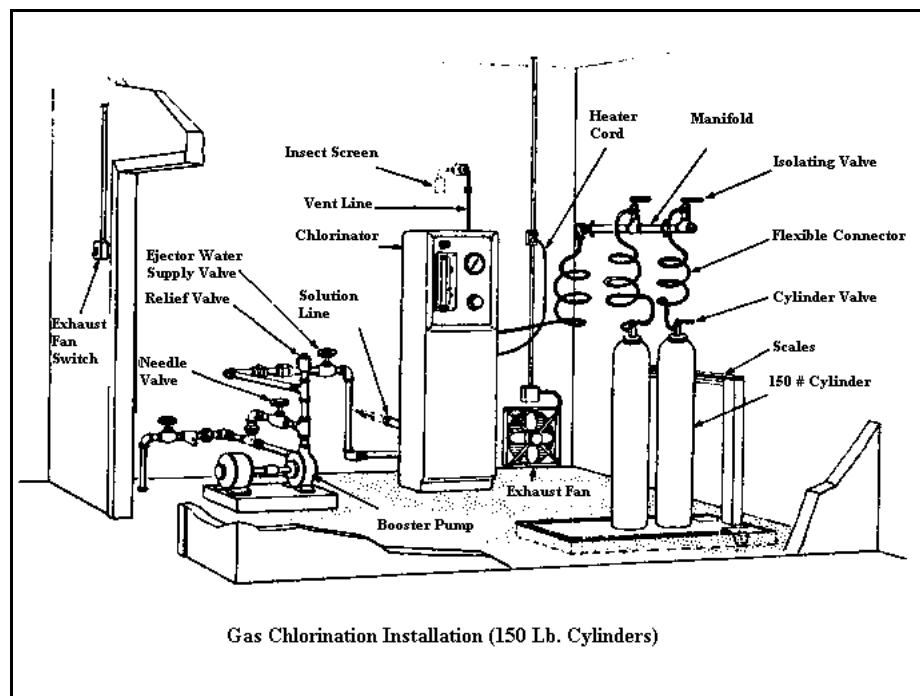 Heater
Cord
Manifold
Insect Screen
Isolating Valve
Vent Line
Chlorinator
Flexible Connector
Ejector Water
Supply Valve
Relief Valve
Solution
Line
Cylinder Valve
Exhaust
Fan
Switch
Needle
Valve
Scales
150 # Cylinder
Exhaust Fan
Booster Pump
Gas Chlorination Installation (150 Lb. Cylinders)